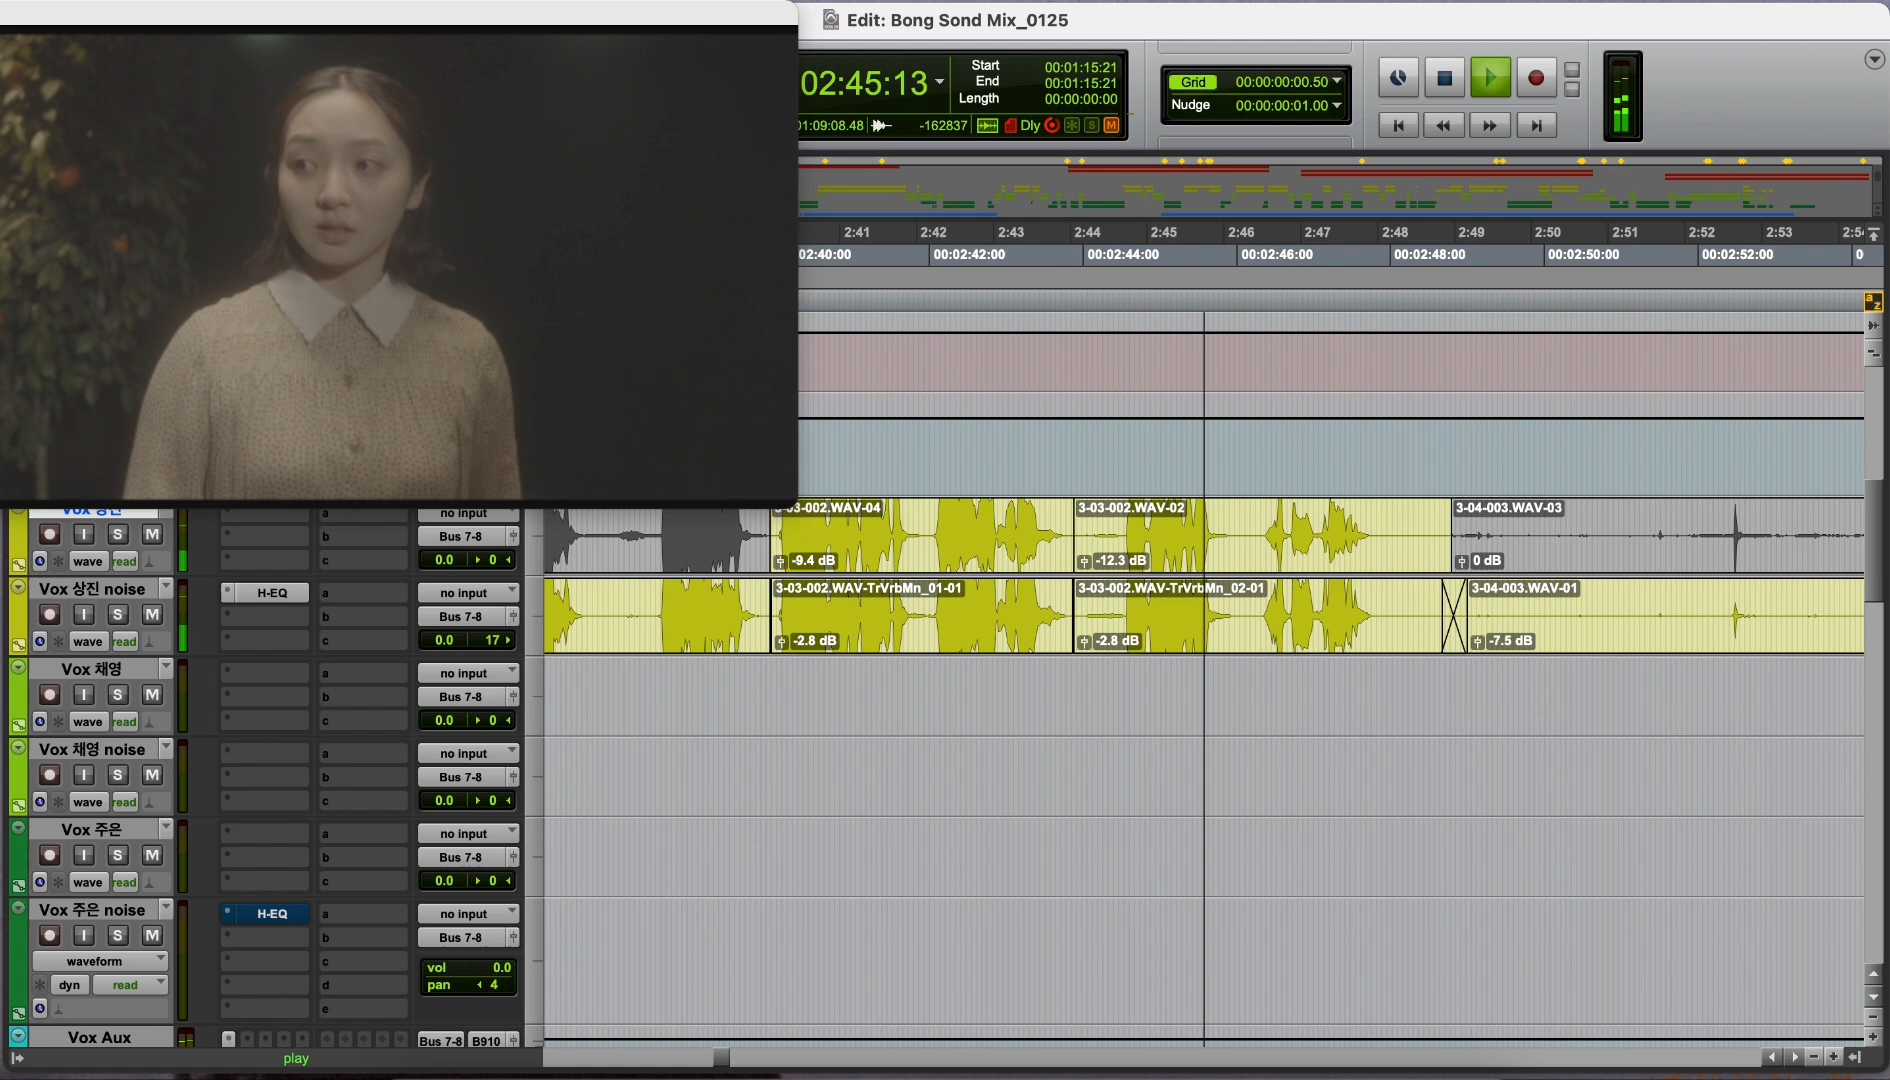 Edit: Bong Sond Mix_0125
02:45:13
Start 00:01:15:21
End 00:01:15:21
Length 00:00:00:00
01:09:08.48 -162837 Dly S M
Grid 00:00:00:00.50
Nudge 00:00:00:01.00
2:41 2:42 2:43 2:44 2:45 2:46 2:47 2:48 2:49 2:50 2:51 2:52 2:53 2:54
02:40:00 00:02:42:00 00:02:44:00 00:02:46:00 00:02:48:00 00:02:50:00 00:02:52:00 0
a z
Vox 상진 a no input
I S M b Bus 7-8
wave read c 0.0 0
3-03-002.WAV-04 3-03-002.WAV-02 3-04-003.WAV-03
-9.4 dB -12.3 dB 0 dB
Vox 상진 noise H-EQ a no input
I S M b Bus 7-8
wave read c 0.0 17
3-03-002.WAV-TrVrbMn_01-01 3-03-002.WAV-TrVrbMn_02-01 3-04-003.WAV-01
-2.8 dB -2.8 dB -7.5 dB
Vox 채영 a no input
I S M b Bus 7-8
wave read c 0.0 0
Vox 채영 noise a no input
I S M b Bus 7-8
wave read c 0.0 0
Vox 주은 a no input
I S M b Bus 7-8
wave read c 0.0 0
Vox 주은 noise H-EQ a no input
I S M b Bus 7-8
waveform c vol 0.0
dyn read d pan 4
e
Vox Aux Bus 7-8 B910
play